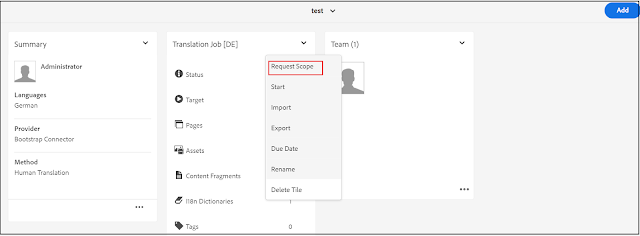 test
Add
Summary
Administrator
Languages
German
Provider
Bootstrap Connector
Method
Human Translation
Translation Job [DE]
Status
Target
Pages
Assets
Content Fragments
I18n Dictionaries
Tags
0
Request Scope
Start
Import
Export
Due Date
Rename
Delete Tile
Team (1)